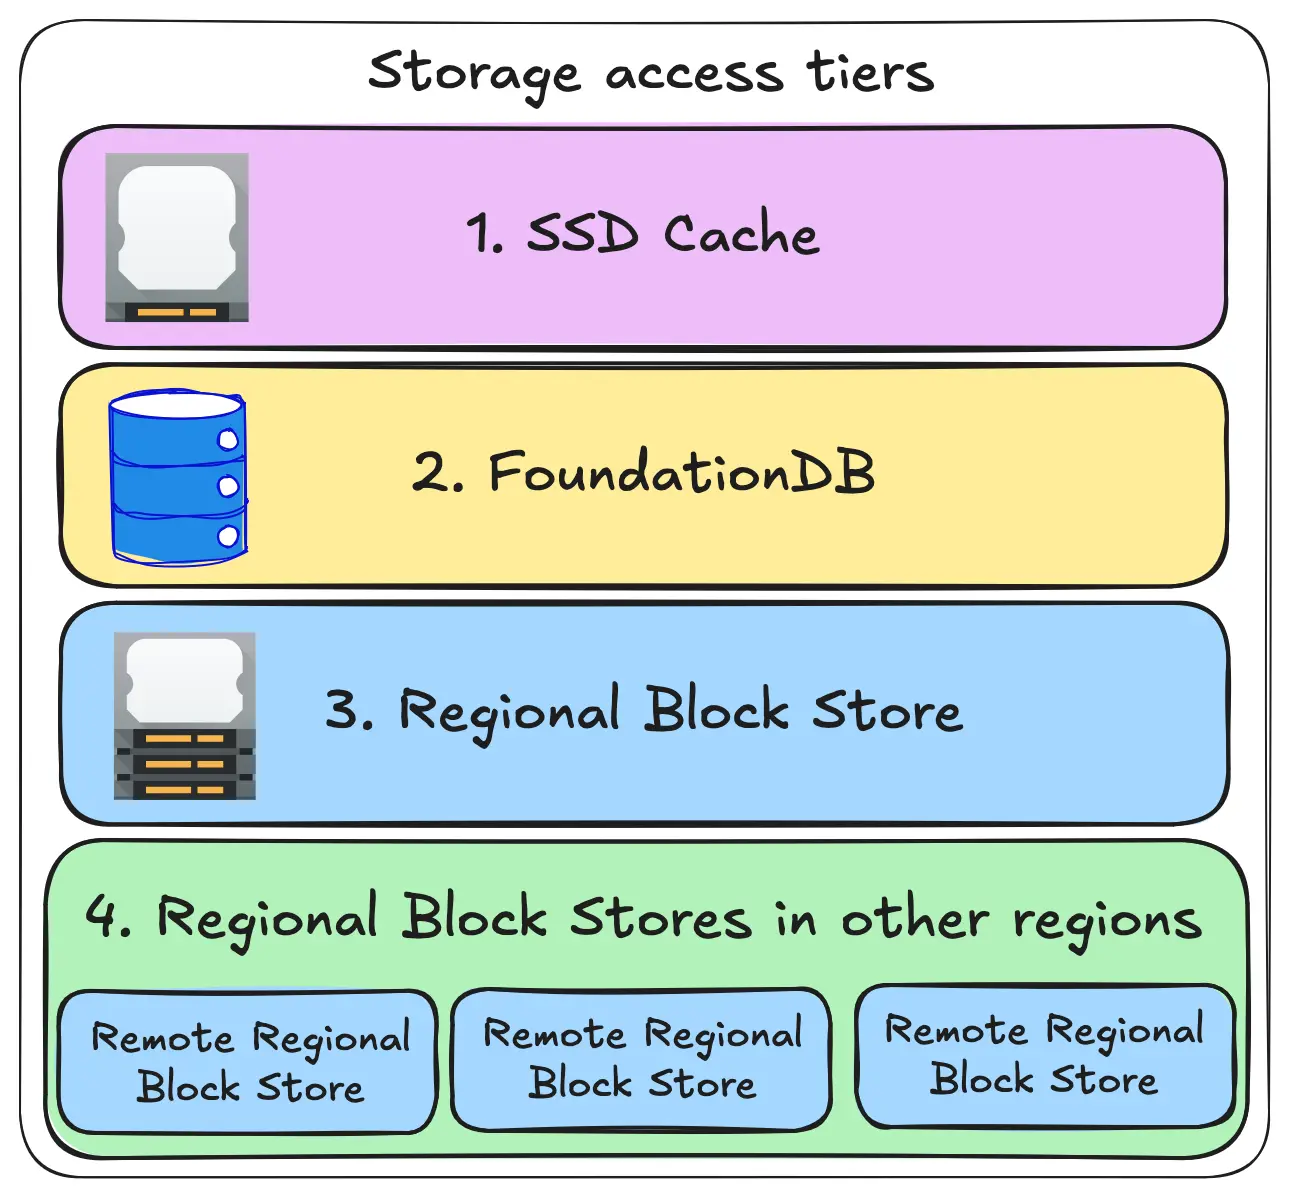 Storage access tiers
1. SSD Cache
2. FoundationDB
3. Regional Block Store
4. Regional Block Stores in other regions
Remote Regional
Block Store
Remote Regional
Block Store
Remote Regional
Block Store